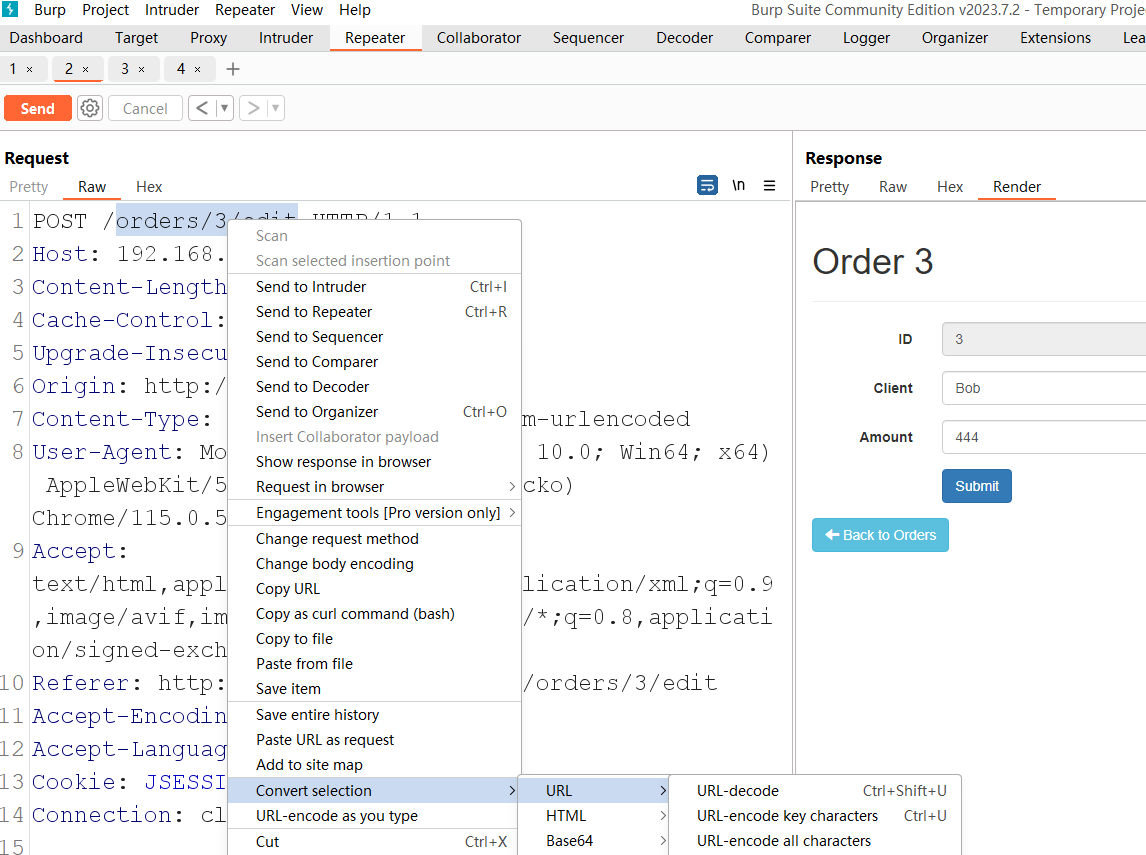 Burp Project Intruder Repeater View Help Burp Suite Community Edition v2023.7.2 - Temporary Proje
Dashboard Target Proxy Intruder Repeater Collaborator Sequencer Decoder Comparer Logger Organizer Extensions Lea
1 × 2 × 3 × 4 × +
Send Cancel < >
Request
Pretty Raw Hex \n
1 POST /orders/3/edit HTTP/1.1
2 Host: 192.168.
3 Content-Length
4 Cache-Control:
5 Upgrade-Insecu
6 Origin: http:/
7 Content-Type: m-urlencoded
8 User-Agent: Mo 10.0; Win64; x64)
AppleWebKit/5 cko)
Chrome/115.0.5
9 Accept:
text/html,appl lication/xml;q=0.9
,image/avif,im /*;q=0.8,applicati
on/signed-exch
10 Referer: http: /orders/3/edit
11 Accept-Encodin
12 Accept-Languag
13 Cookie: JSESSI
14 Connection: cl
15
Scan
Scan selected insertion point
Send to Intruder Ctrl+I
Send to Repeater Ctrl+R
Send to Sequencer
Send to Comparer
Send to Decoder
Send to Organizer Ctrl+O
Insert Collaborator payload
Show response in browser
Request in browser >
Engagement tools [Pro version only] >
Change request method
Change body encoding
Copy URL
Copy as curl command (bash)
Copy to file
Paste from file
Save item
Save entire history
Paste URL as request
Add to site map
Convert selection >
URL-encode as you type
Cut Ctrl+X
URL >
HTML >
Base64 >
URL-decode Ctrl+Shift+U
URL-encode key characters Ctrl+U
URL-encode all characters
Response
Pretty Raw Hex Render
Order 3
ID 3
Client Bob
Amount 444
Submit
Back to Orders